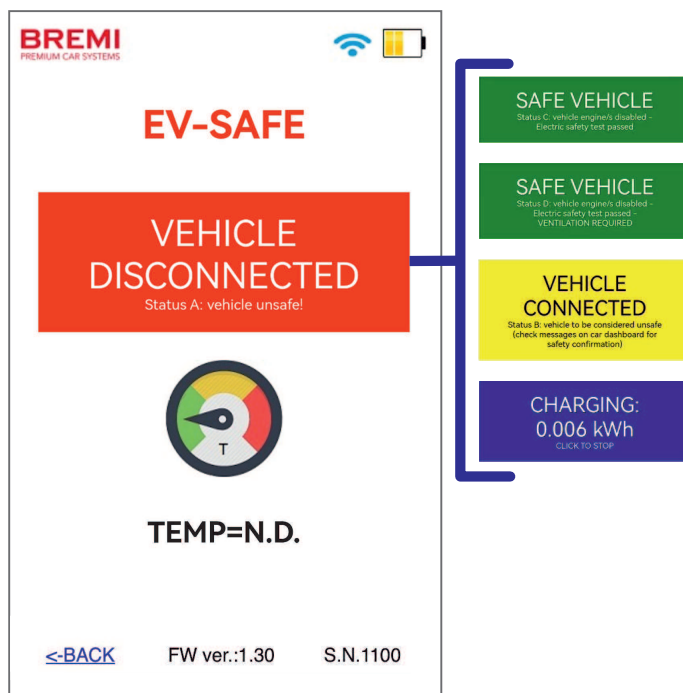 BREMI
PREMIUM CAR SYSTEMS
EV-SAFE
VEHICLE
DISCONNECTED
Status A: vehicle unsafe!
T
TEMP=N.D.
<-BACK
FW ver.:1.30
S.N.1100
SAFE VEHICLE
Status C: vehicle engine/s disabled –
Electric safety test passed
SAFE VEHICLE
Status D: vehicle engine/s disabled –
Electric safety test passed –
VENTILATION REQUIRED
VEHICLE
CONNECTED
Status B: vehicle to be considered unsafe
(check messages on car dashboard for
safety confirmation)
CHARGING:
0.006 kWh
CLICK TO STOP